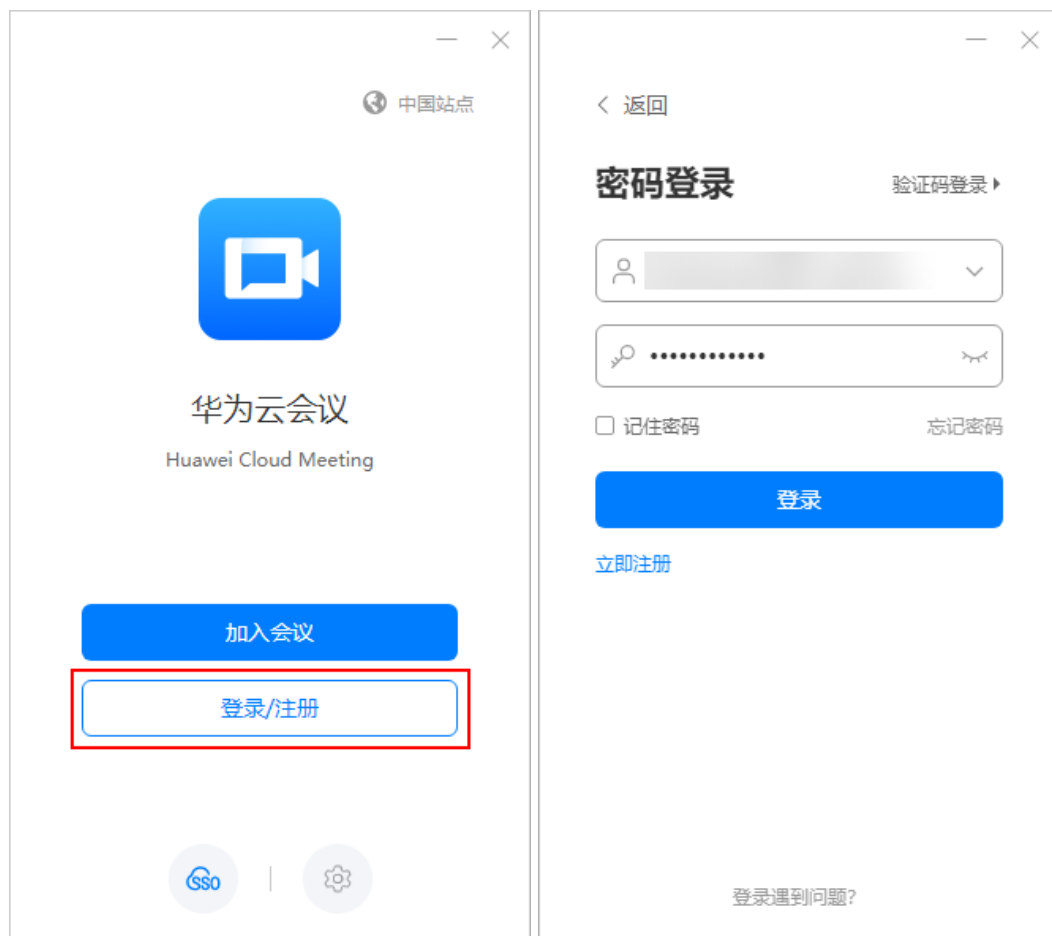 中国站点
华为云会议
Huawei Cloud Meeting
加入会议
登录/注册
SSO
返回
密码登录
验证码登录
记住密码
忘记密码
登录
立即注册
登录遇到问题?